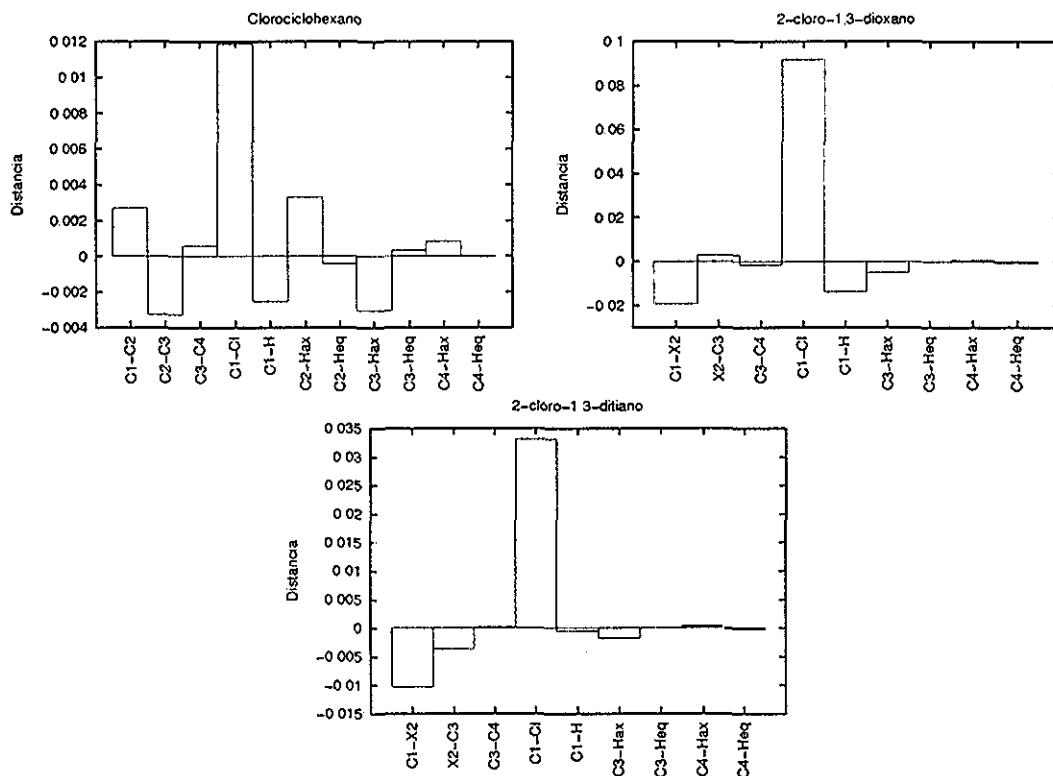 Clorociclohexano
0 012
0 01
0 008
0 006
0 004
0 002
0
-0 002
-0 004
Distancia
C1-C2
C2-C3
C3-C4
C1-Cl
C1-H
C2-Hax
C2-Heq
C3-Hax
C3-Heq
C4-Hax
C4-Heq
2-cloro-1,3-dioxano
0 1
0 08
0 06
0 04
0 02
0
-0 02
Distancia
C1-X2
X2-C3
C3-C4
C1-Cl
C1-H
C3-Hax
C3-Heq
C4-Hax
C4-Heq
2-cloro-1 3-ditiano
0 035
0 03
0 025
0 02
0 015
0 01
0 005
0
-0 005
-0 01
-0 015
Distancia
C1-X2
X2-C3
C3-C4
C1-Cl
C1-H
C3-Hax
C3-Heq
C4-Hax
C4-Heq